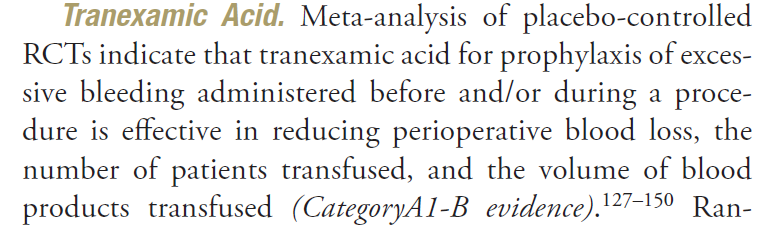 Tranexamic Acid. Meta-analysis of placebo-controlled
RCTs indicate that tranexamic acid for prophylaxis of exces-
sive bleeding administered before and/or during a proce-
dure is effective in reducing perioperative blood loss, the
number of patients transfused, and the volume of blood
products transfused (CategoryA1-B evidence).127–150 Ran-